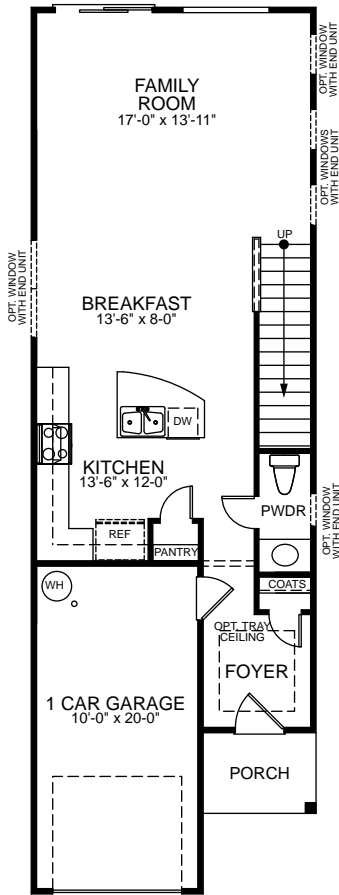 OPT. WINDOW
WITH END UNIT
FAMILY
ROOM
17'-0" x 13'-11"
OPT. WINDOWS
WITH END UNIT
UP
OPT. WINDOW
WITH END UNIT
BREAKFAST
13'-6" x 8-0"
DW
KITCHEN
13'-6" x 12-0"
REF
PANTRY
PWDR
OPT. WINDOW
WITH END UNIT
WH
COATS
OPT. TRAY
CEILING
FOYER
1 CAR GARAGE
10'-0" x 20-0"
PORCH